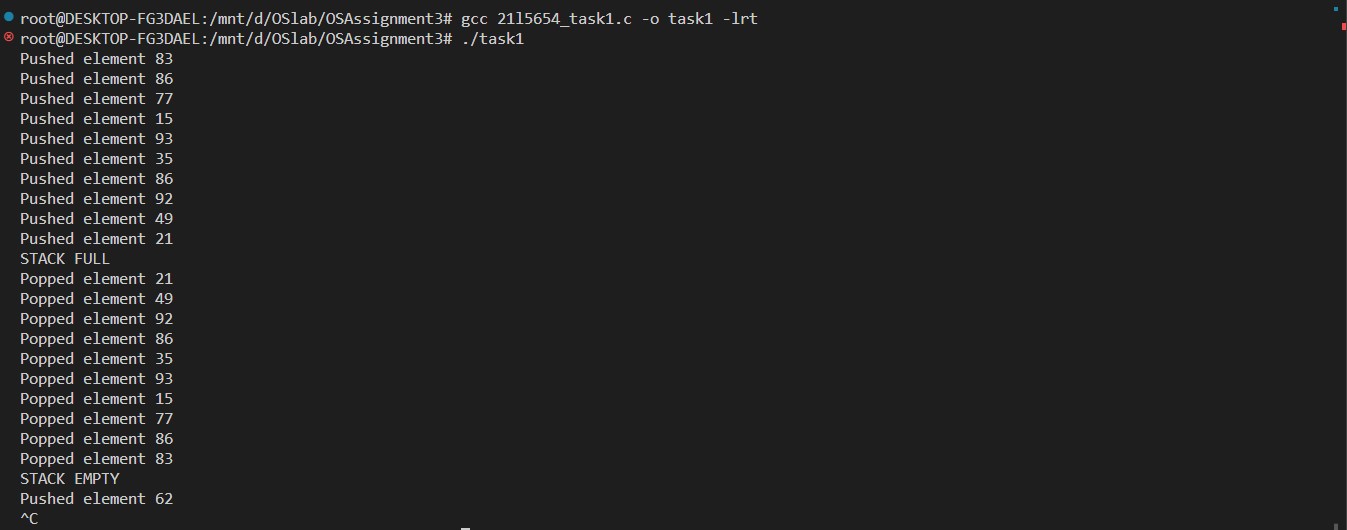 root@DESKTOP-FG3DAEL:/mnt/d/OSlab/OSAssignment3# gcc 21l5654_task1.c -o task1 -lrt
root@DESKTOP-FG3DAEL:/mnt/d/OSlab/OSAssignment3# ./task1
Pushed element 83
Pushed element 86
Pushed element 77
Pushed element 15
Pushed element 93
Pushed element 35
Pushed element 86
Pushed element 92
Pushed element 49
Pushed element 21
STACK FULL
Popped element 21
Popped element 49
Popped element 92
Popped element 86
Popped element 35
Popped element 93
Popped element 15
Popped element 77
Popped element 86
Popped element 83
STACK EMPTY
Pushed element 62
^C